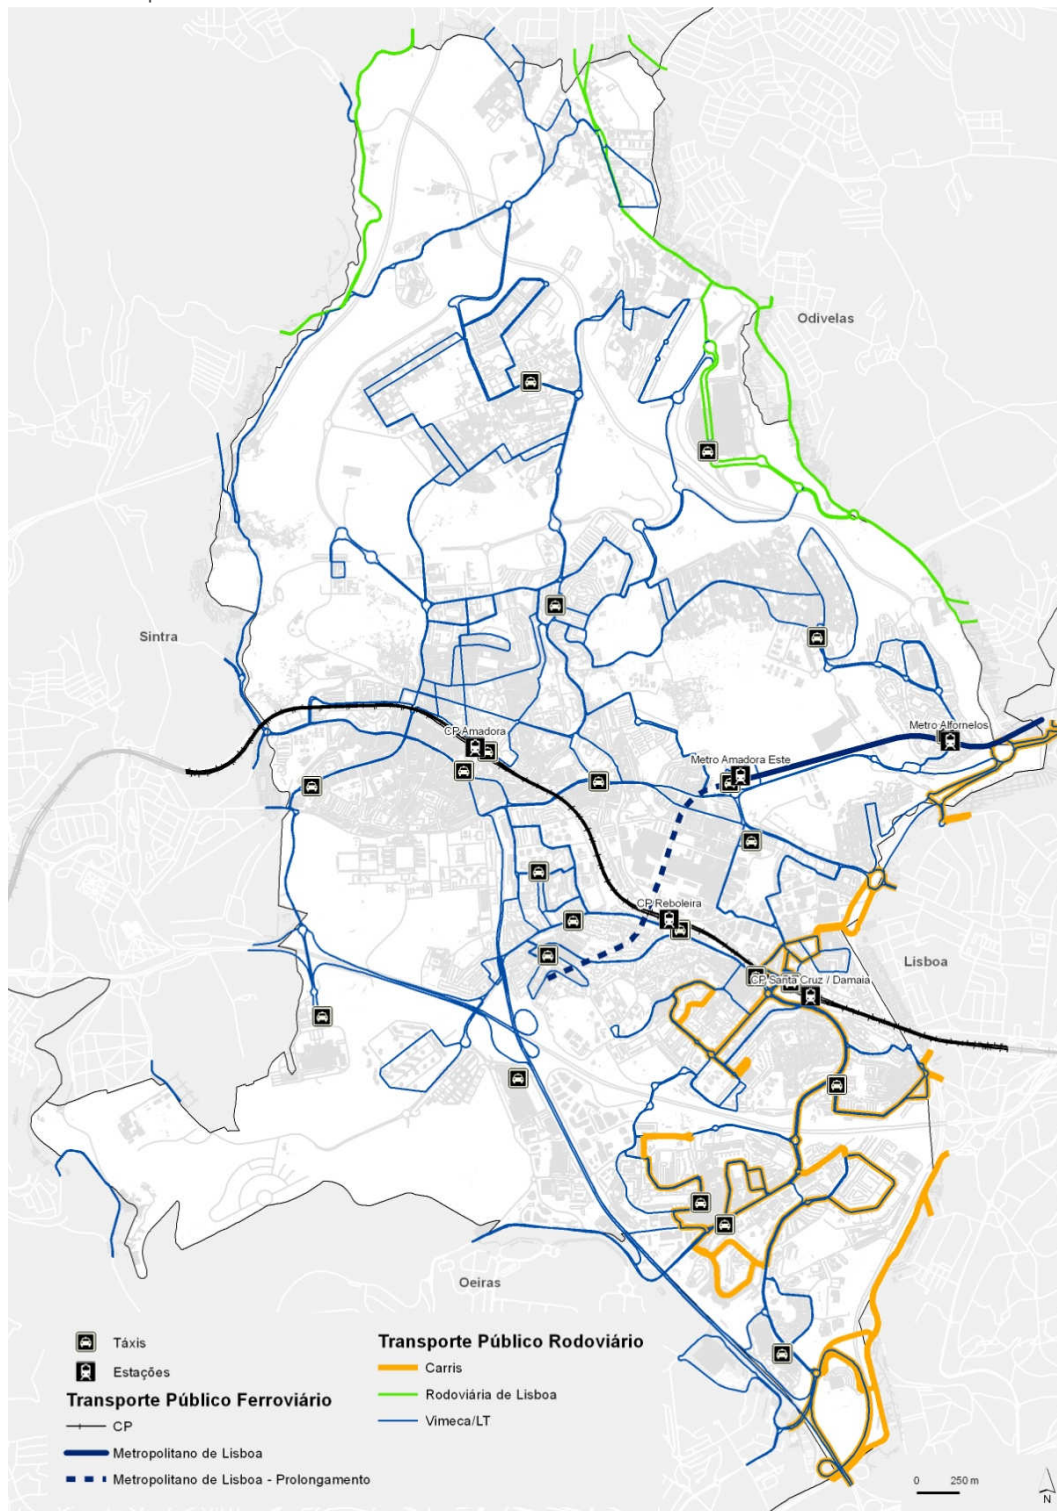 Odivelas
Sintra
CP Amadora
Metro Alfornelos
Metro Amadora Este
CP Reboleira
Lisboa
CP Santa Cruz / Damaia
Oeiras
Táxis
Estações
Transporte Público Ferroviário
CP
Metropolitano de Lisboa
Metropolitano de Lisboa - Prolongamento
Transporte Público Rodoviário
Carris
Rodoviária de Lisboa
Vimeca/LT
0 250 m
N